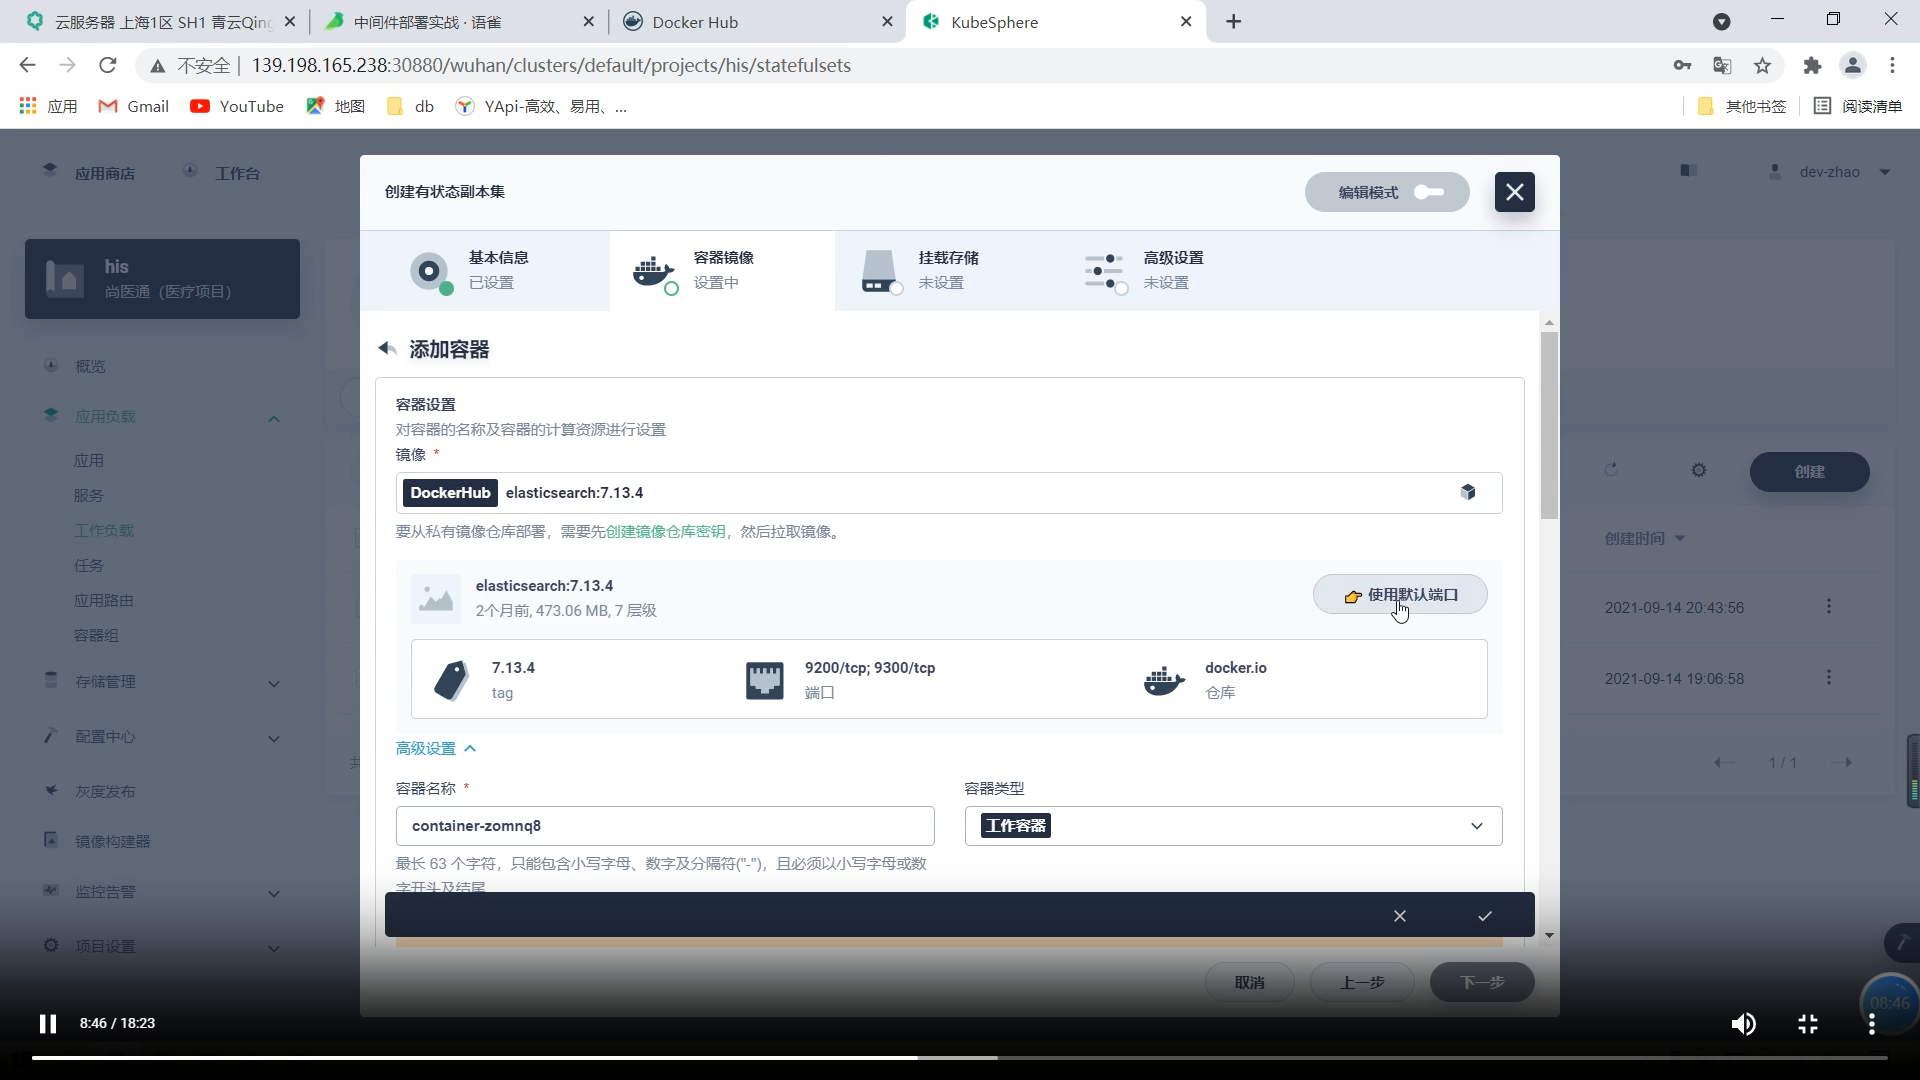 云服务器 上海1区 SH1 青云Qing
中间件部署实战 · 语雀
Docker Hub
KubeSphere
不安全
139.198.165.238:30880/wuhan/clusters/default/projects/his/statefulsets
应用
Gmail
YouTube
地图
db
YApi-高效、易用、...
其他书签
阅读清单
应用商店
工作台
创建有状态副本集
编辑模式
dev-zhao
his
尚医通（医疗项目）
基本信息
已设置
容器镜像
设置中
挂载存储
未设置
高级设置
未设置
概览
应用负载
应用
服务
工作负载
任务
应用路由
容器组
存储管理
配置中心
灰度发布
镜像构建器
监控告警
项目设置
添加容器
容器设置
对容器的名称及容器的计算资源进行设置
镜像 *
DockerHub elasticsearch:7.13.4
要从私有镜像仓库部署，需要先创建镜像仓库密钥，然后拉取镜像。
elasticsearch:7.13.4
2个月前, 473.06 MB, 7 层级
使用默认端口
7.13.4
tag
9200/tcp; 9300/tcp
端口
docker.io
仓库
高级设置
容器名称 *
容器类型
container-zomnq8
工作容器
最长 63 个字符，只能包含小写字母、数字及分隔符("-")，且必须以小写字母或数
字开头及结尾
取消
上一步
下一步
创建
创建时间
2021-09-14 20:43:56
2021-09-14 19:06:58
共
1 / 1
08:46
8:46 / 18:23